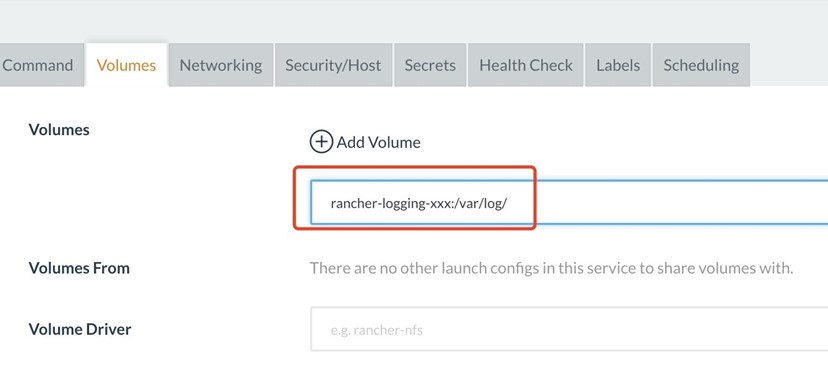 Command Volumes Networking Security/Host Secrets Health Check Labels Scheduling
Volumes
Add Volume
rancher-logging-xxx:/var/log/
Volumes From There are no other launch configs in this service to share volumes with.
Volume Driver e.g. rancher-nfs